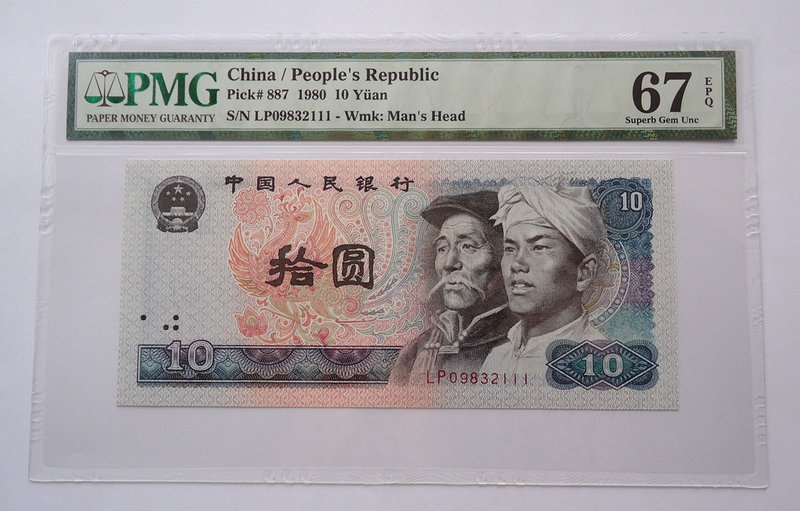 PMG
PAPER MONEY GUARANTY
China / People's Republic
Pick# 887 1980 10 Yüan
S/N LP09832111 - Wmk: Man's Head
67
EPQ
Superb Gem Unc
中国人民银行
10
拾圆
10
LP09832111
10